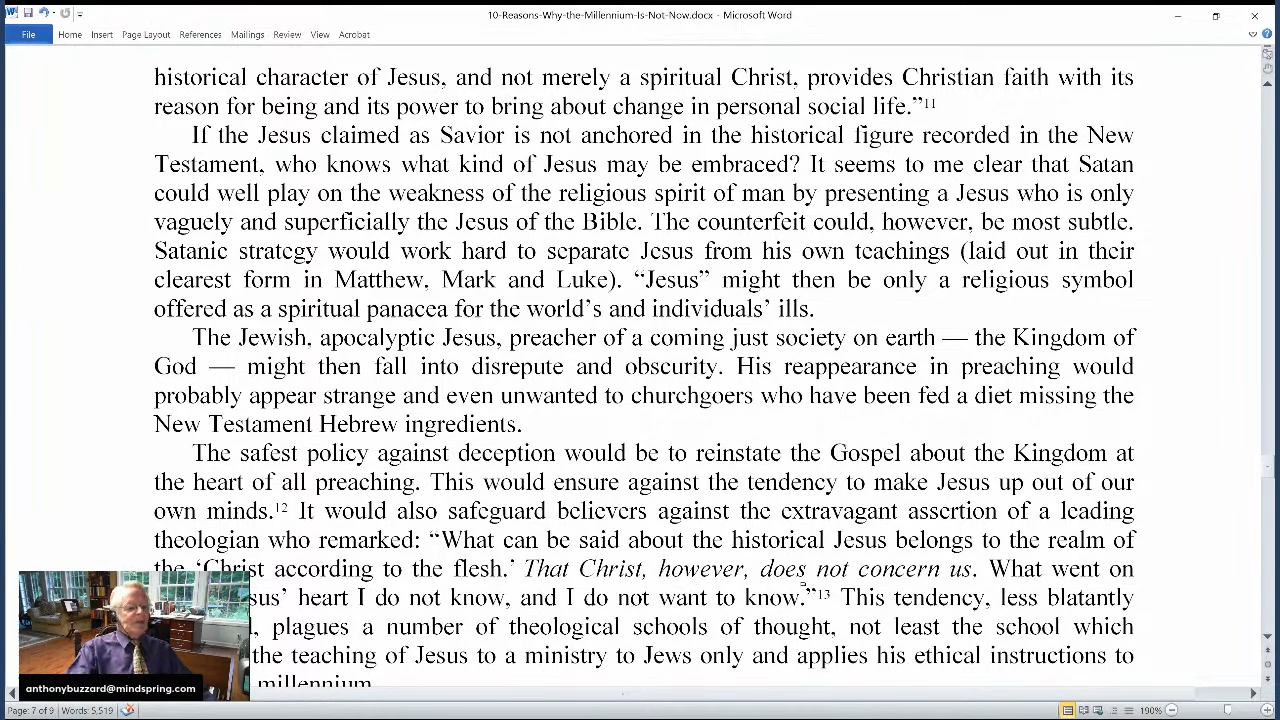 10-Reasons-Why-the-Millennium-Is-Not-Now.docx - Microsoft Word
File Home Insert Page Layout References Mailings Review View Acrobat
historical character of Jesus, and not merely a spiritual Christ, provides Christian faith with its
reason for being and its power to bring about change in personal social life.”11
If the Jesus claimed as Savior is not anchored in the historical figure recorded in the New
Testament, who knows what kind of Jesus may be embraced? It seems to me clear that Satan
could well play on the weakness of the religious spirit of man by presenting a Jesus who is only
vaguely and superficially the Jesus of the Bible. The counterfeit could, however, be most subtle.
Satanic strategy would work hard to separate Jesus from his own teachings (laid out in their
clearest form in Matthew, Mark and Luke). “Jesus” might then be only a religious symbol
offered as a spiritual panacea for the world’s and individuals’ ills.
The Jewish, apocalyptic Jesus, preacher of a coming just society on earth — the Kingdom of
God — might then fall into disrepute and obscurity. His reappearance in preaching would
probably appear strange and even unwanted to churchgoers who have been fed a diet missing the
New Testament Hebrew ingredients.
The safest policy against deception would be to reinstate the Gospel about the Kingdom at
the heart of all preaching. This would ensure against the tendency to make Jesus up out of our
own minds.12 It would also safeguard believers against the extravagant assertion of a leading
theologian who remarked: “What can be said about the historical Jesus belongs to the realm of
the ‘Christ according to the flesh.’ That Christ, however, does not concern us. What went on
sus’ heart I do not know, and I do not want to know.”13 This tendency, less blatantly
plagues a number of theological schools of thought, not least the school which
the teaching of Jesus to a ministry to Jews only and applies his ethical instructions to
millennium
anthonybuzzard@mindspring.com
Page: 7 of 9 Words: 5,519 190%